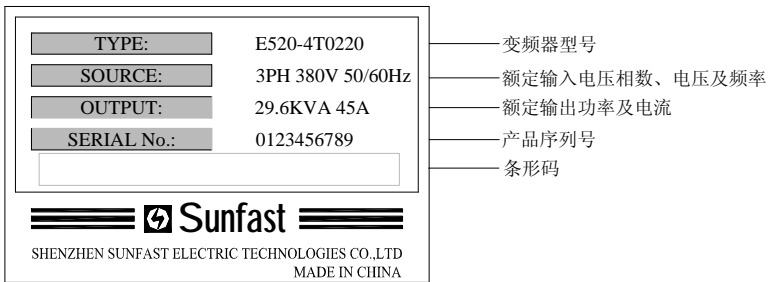 TYPE: E520-4T0220 变频器型号
SOURCE: 3PH 380V 50/60Hz 额定输入电压相数、电压及频率
OUTPUT: 29.6KVA 45A 额定输出功率及电流
SERIAL No.: 0123456789 产品序列号
条形码
Sunfast
SHENZHEN SUNFAST ELECTRIC TECHNOLOGIES CO.,LTD
MADE IN CHINA